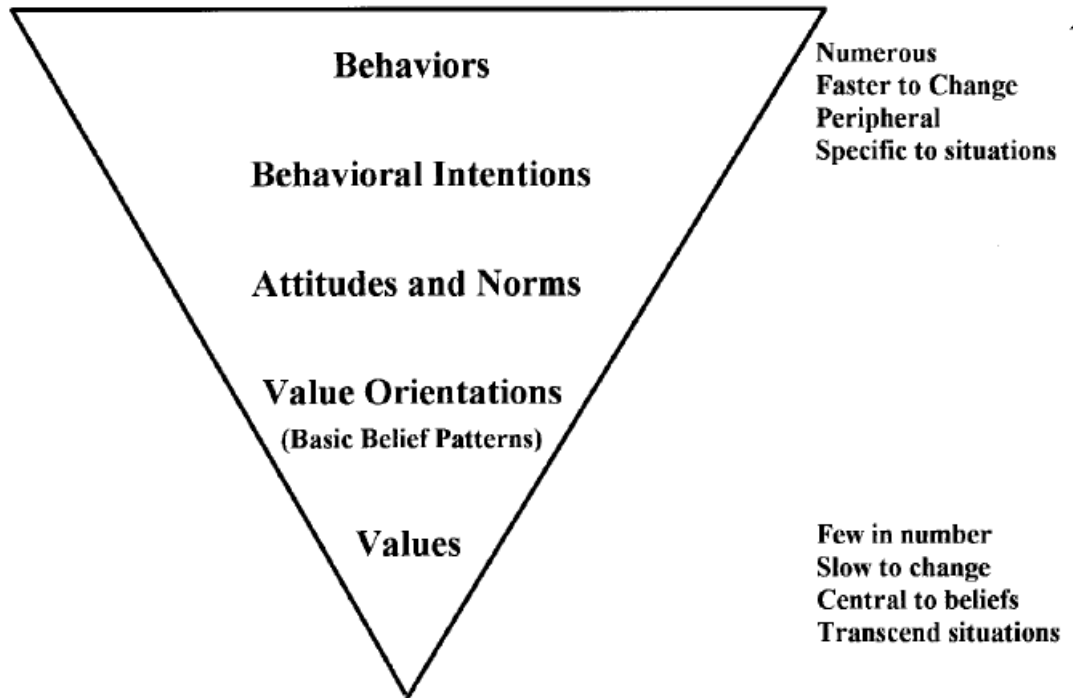 Behaviors
Numerous
Faster to Change
Peripheral
Specific to situations
Behavioral Intentions
Attitudes and Norms
Value Orientations
(Basic Belief Patterns)
Values
Few in number
Slow to change
Central to beliefs
Transcend situations